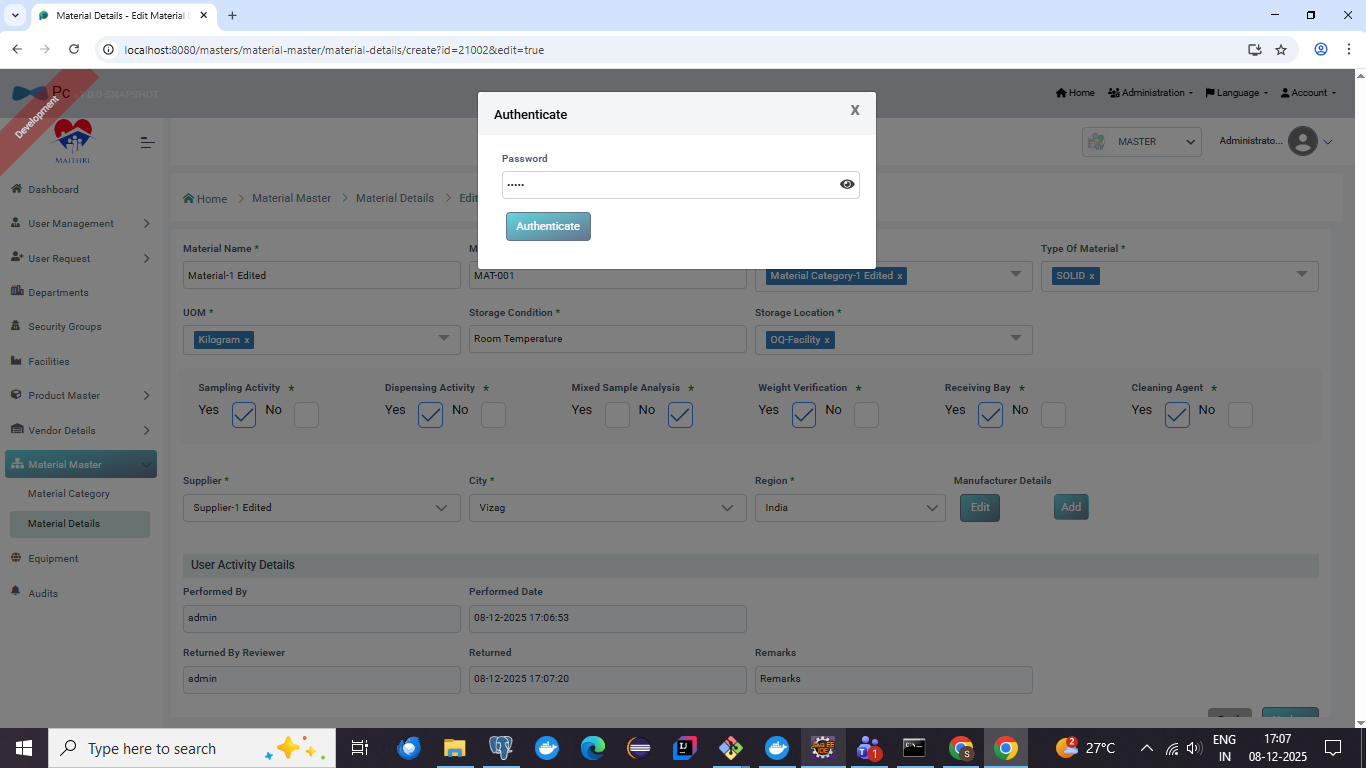 Material Details - Edit Material
localhost:8080/masters/material-master/material-details/create?id=21002&edit=true
Development
Pc 1.0.0-SNAPSHOT
Home Administration Language Account
MAITHRI
MASTER Administrato...
Authenticate X
Password
•••••
Authenticate
Home > Material Master > Material Details > Edit
Dashboard
User Management
User Request
Departments
Security Groups
Facilities
Product Master
Vendor Details
Material Master
Material Category
Material Details
Equipment
Audits
Material Name * Type Of Material *
Material-1 Edited MAT-001 Material Category-1 Edited x SOLID x
UOM * Storage Condition * Storage Location *
Kilogram x Room Temperature OQ-Facility x
Sampling Activity * Dispensing Activity * Mixed Sample Analysis * Weight Verification * Receiving Bay * Cleaning Agent *
Yes No Yes No Yes No Yes No Yes No Yes No
Supplier * City * Region * Manufacturer Details
Supplier-1 Edited Vizag India Edit Add
User Activity Details
Performed By Performed Date
admin 08-12-2025 17:06:53
Returned By Reviewer Returned Remarks
admin 08-12-2025 17:07:20 Remarks
Type here to search
2 27°C
1
ENG
IN
17:07
08-12-2025